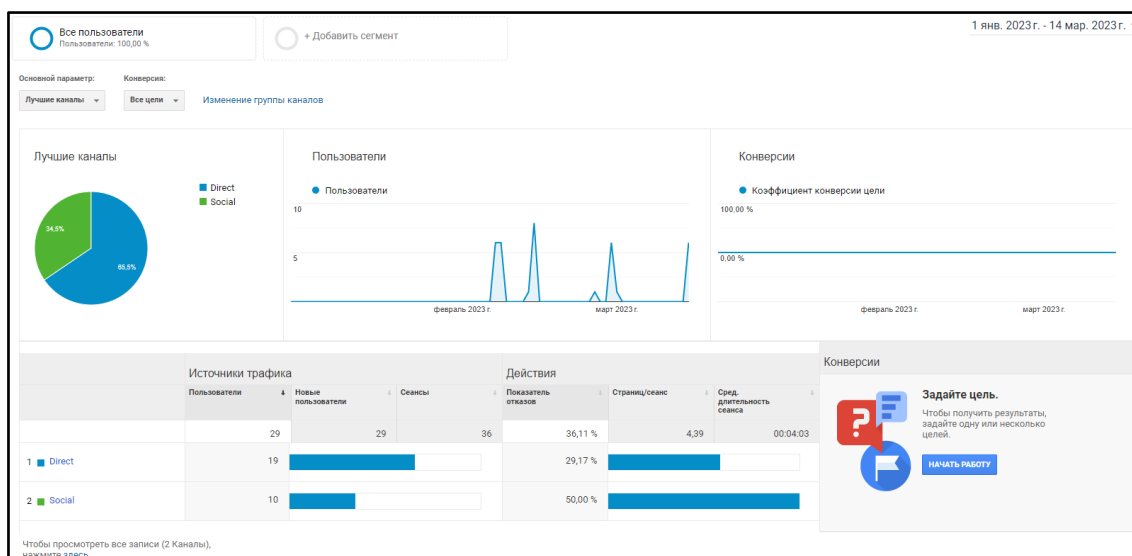 Все пользователи
Пользователи: 100,00 %
+ Добавить сегмент
1 янв. 2023 г. - 14 мар. 2023 г.
Основной параметр:
Конверсия:
Лучшие каналы
Все цели
Изменение группы каналов
Лучшие каналы
Direct
Social
34,5%
65,5%
Пользователи
Пользователи
10
5
февраль 2023 г.
март 2023 г.
Конверсии
Коэффициент конверсии цели
100,00 %
0,00 %
февраль 2023 г.
март 2023 г.
Источники трафика
Действия
Пользователи
Новые
пользователи
Сеансы
Показатель
отказов
Страниц/сеанс
Сред.
длительность
сеанса
29
29
36
36,11 %
4,39
00:04:03
1 Direct
19
29,17 %
2 Social
10
50,00 %
Конверсии
Задайте цель.
Чтобы получить результаты,
задайте одну или несколько
целей.
НАЧАТЬ РАБОТУ
Чтобы просмотреть все записи (2 Каналы),
нажмите здесь